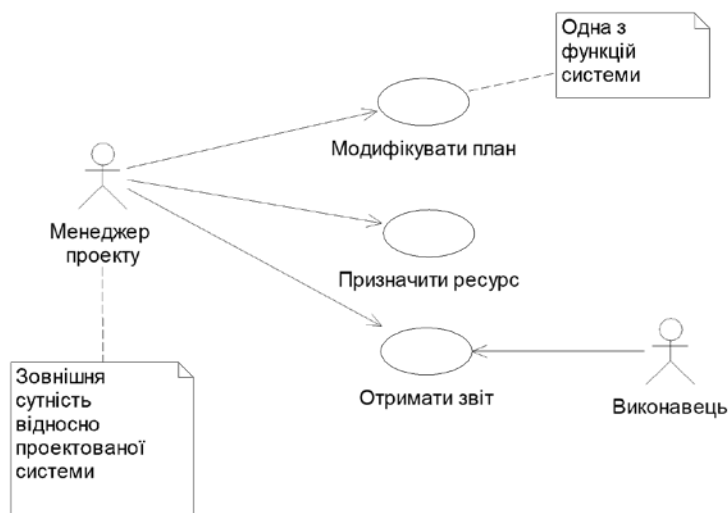 Одна з
функцій
системи
Модифікувати план
Менеджер
проекту
Призначити ресурс
Отримати звіт
Виконавець
Зовнішня
сутність
відносно
проектованої
системи